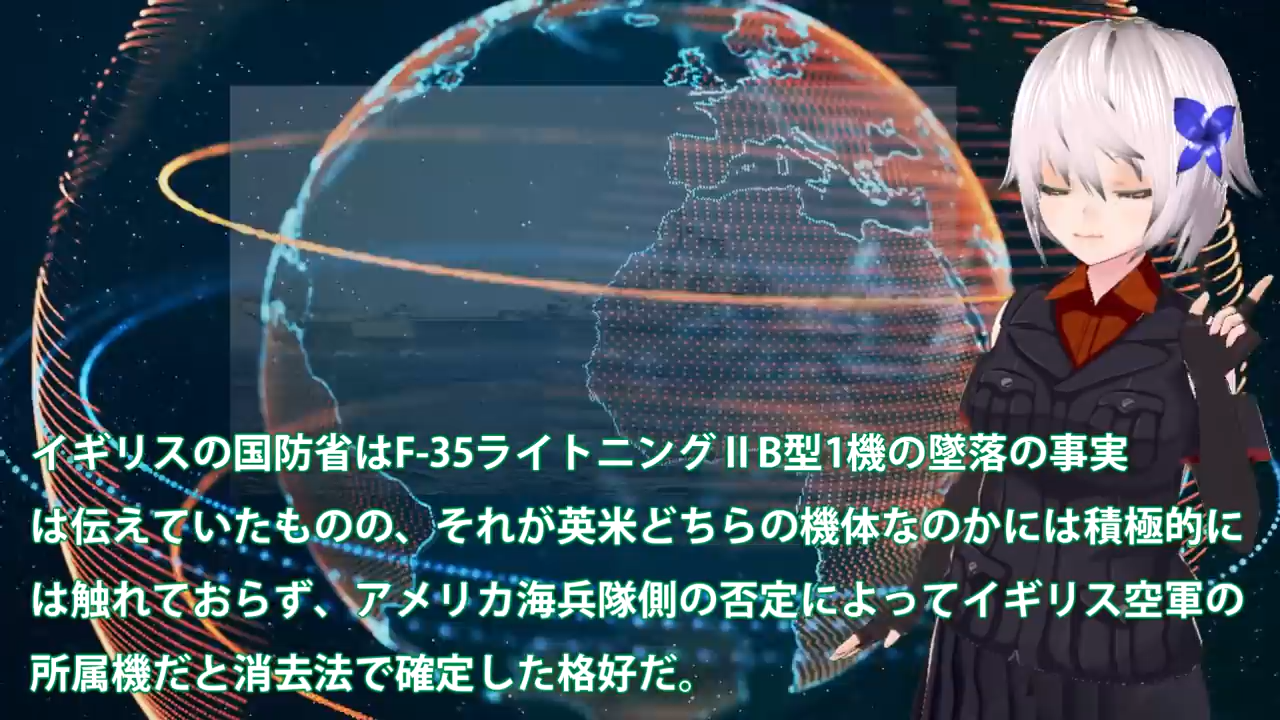 イギリスの国防省はF-35ライトニングⅡB型1機の墜落の事実
は伝えていたものの、それが英米どちらの機体なのかには積極的に
は触れておらず、アメリカ海兵隊側の否定によってイギリス空軍の
所属機だと消去法で確定した格好だ。